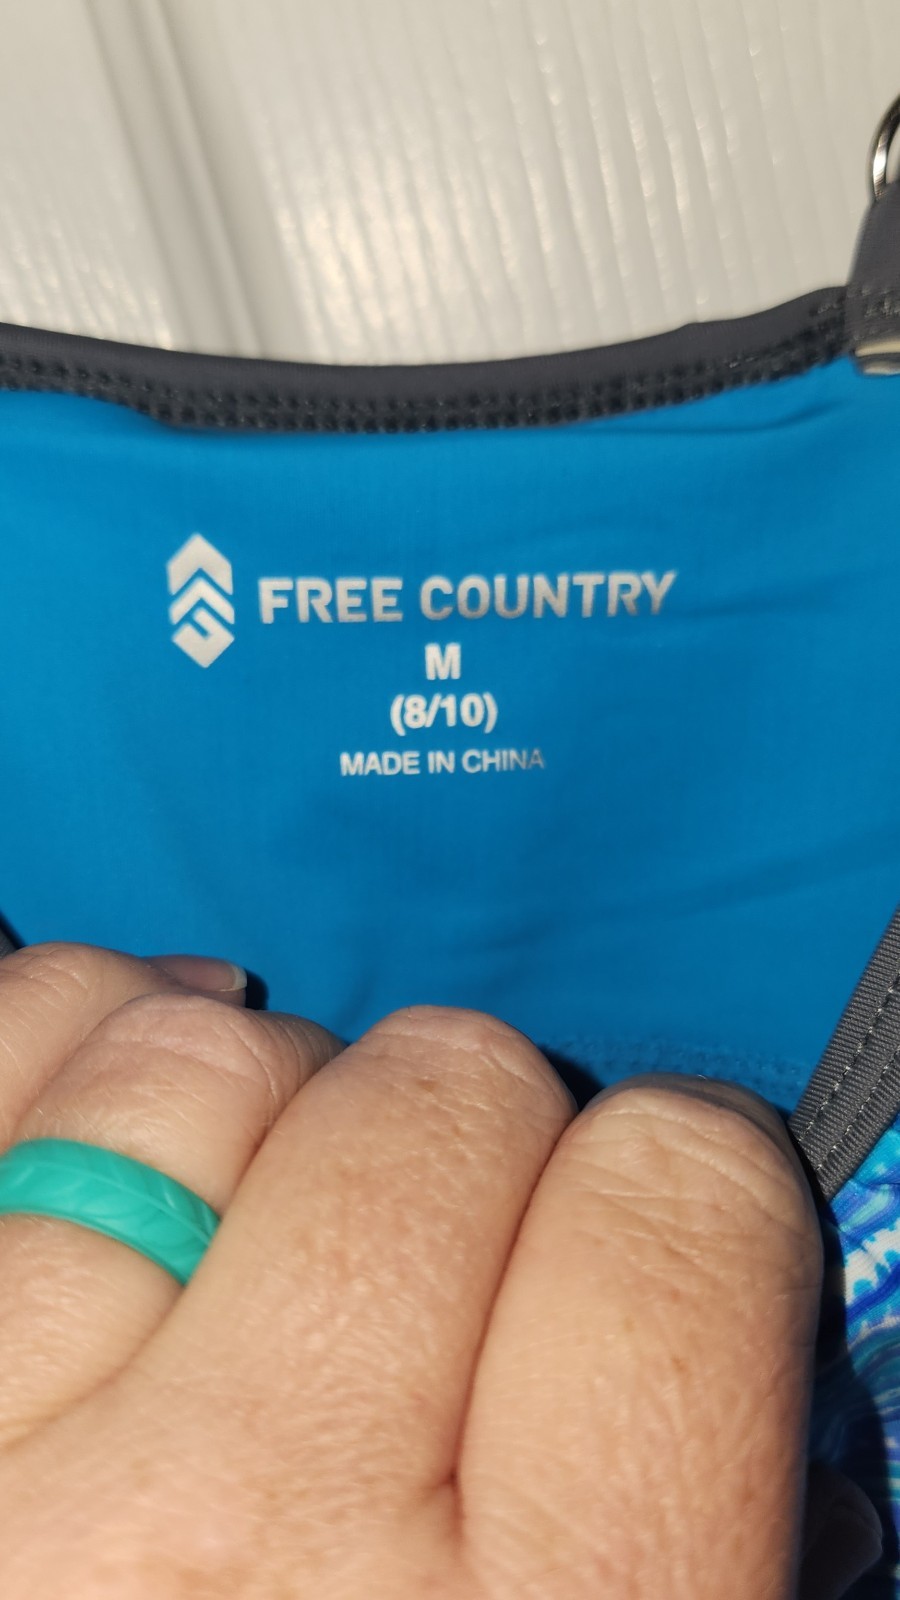 FREE COUNTRY
M
(8/10)
MADE IN CHINA